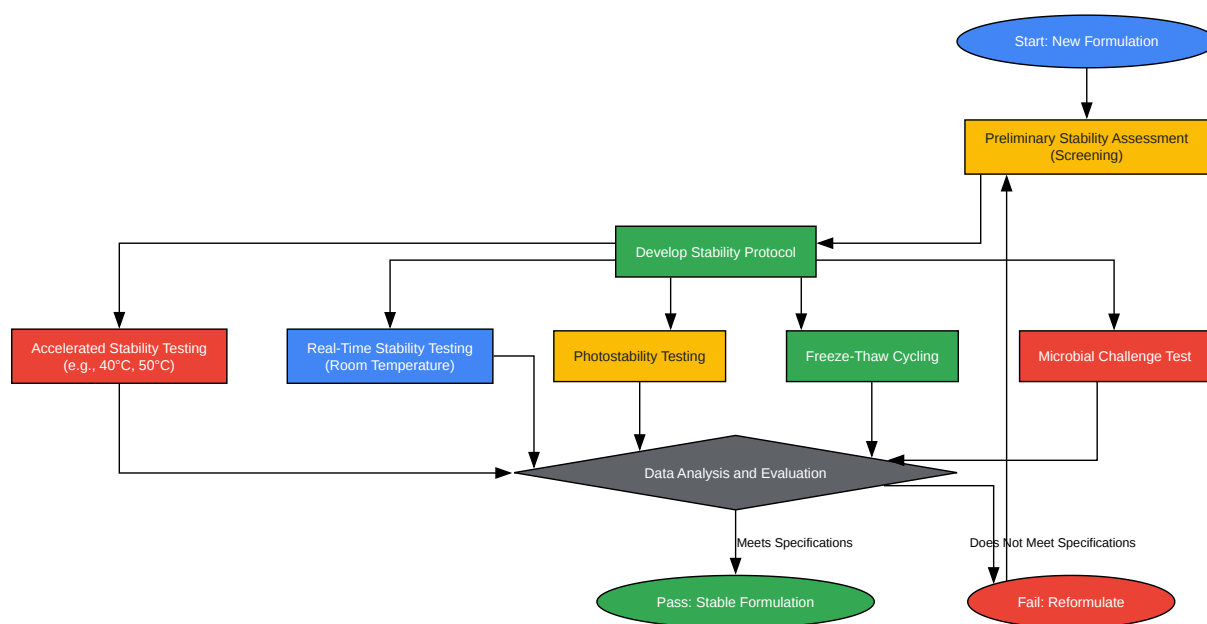 Start: New Formulation
Preliminary Stability Assessment
(Screening)
Develop Stability Protocol
Accelerated Stability Testing
(e.g., 40°C, 50°C)
Real-Time Stability Testing
(Room Temperature)
Photostability Testing
Freeze-Thaw Cycling
Microbial Challenge Test
Data Analysis and Evaluation
Meets Specifications
Does Not Meet Specifications
Pass: Stable Formulation
Fail: Reformulate